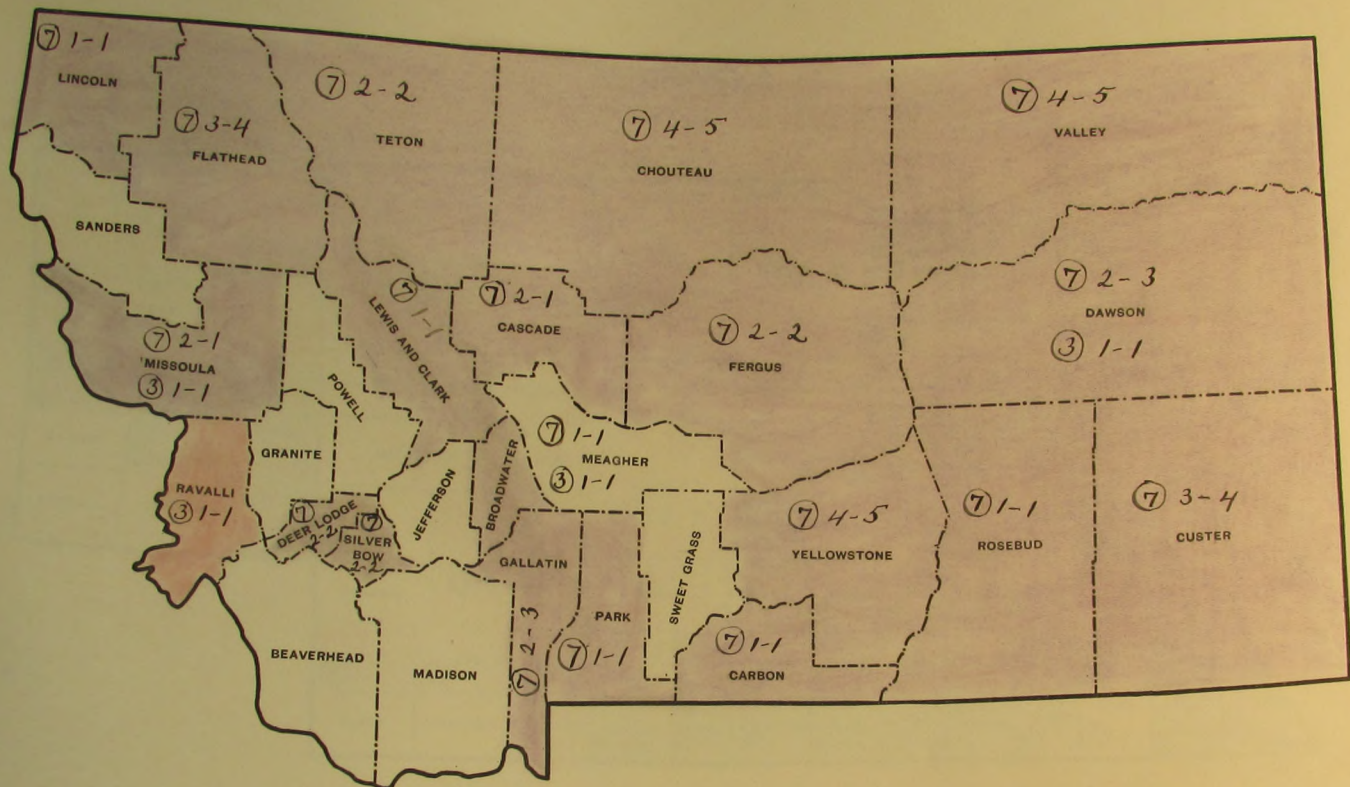 ⑦ 1-1
LINCOLN
⑦ 3-4
FLATHEAD
⑦ 2-2
TETON
⑦ 4-5
CHOUTEAU
⑦ 4-5
VALLEY
SANDERS
⑦ 2-1
MISSOULA
③ 1-1
POWELL
⑦ 1-1
LEWIS AND CLARK
⑦ 2-1
CASCADE
⑦ 2-2
FERGUS
⑦ 2-3
DAWSON
③ 1-1
RAVALLI
③ 1-1
GRANITE
⑦
DEER LODGE
2-2
⑦
SILVER
BOW
2-2
JEFFERSON
BROADWATER
⑦ 1-1
MEAGHER
③ 1-1
BEAVERHEAD
MADISON
GALLATIN
⑦ 2-3
PARK
⑦ 1-1
SWEET GRASS
⑦ 4-5
YELLOWSTONE
⑦ 1-1
CARBON
⑦ 1-1
ROSEBUD
⑦ 3-4
CUSTER